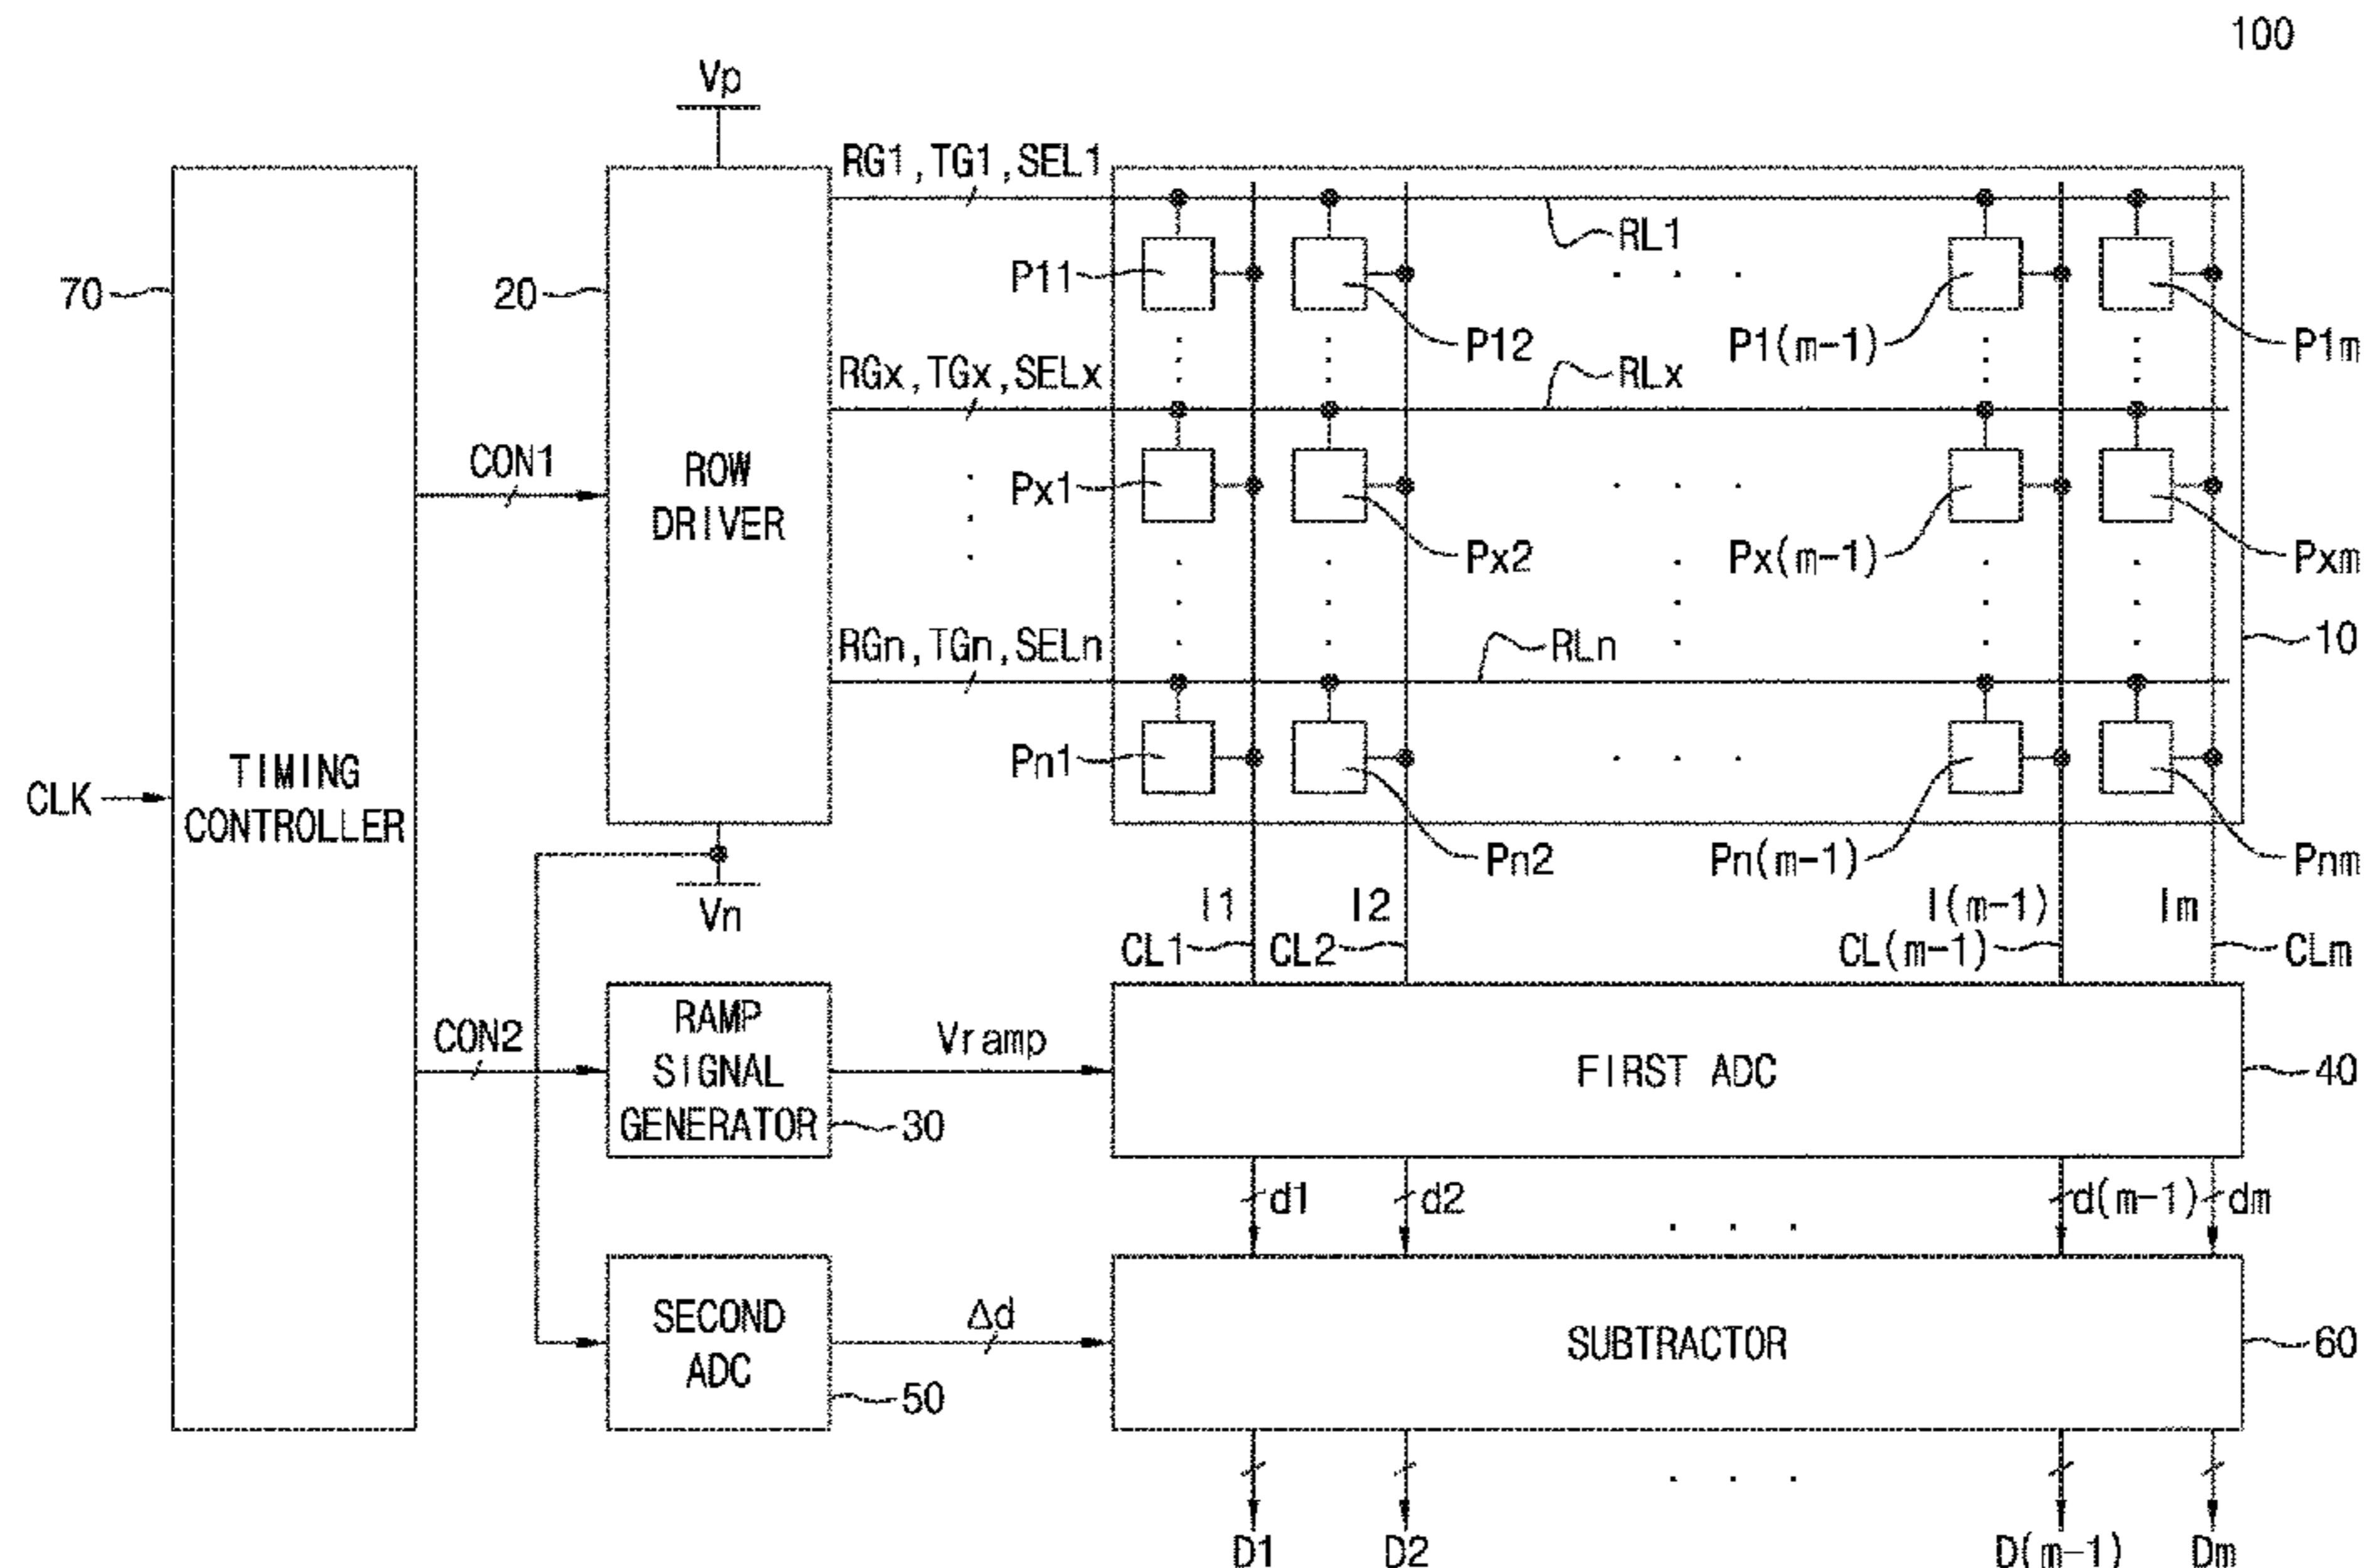 100
Vp
RG1,TG1,SEL1
RL1
70
20
P11
P12
P1(m-1)
P1m
RGx,TGx,SELx
RLx
CON1
ROW
DRIVER
Px1
Px2
Px(m-1)
Pxm
RGn,TGn,SELn
RLn
10
CLK
TIMING
CONTROLLER
Pn1
Pn2
Pn(m-1)
Pnm
Vn
I1
I2
I(m-1)
Im
CL1
CL2
CL(m-1)
CLm
CON2
RAMP
SIGNAL
GENERATOR
30
Vramp
FIRST ADC
40
d1
d2
d(m-1)
dm
SECOND
ADC
50
Δd
SUBTRACTOR
60
D1
D2
D(m-1)
Dm